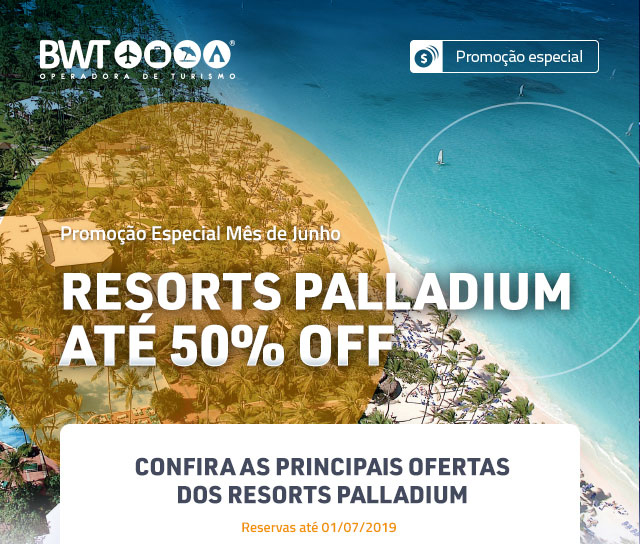 BWT
OPERADORA DE TURISMO
Promoção especial
Promoção Especial Mês de Junho
RESORTS PALLADIUM
ATÉ 50% OFF
CONFIRA AS PRINCIPAIS OFERTAS
DOS RESORTS PALLADIUM
Reservas até 01/07/2019